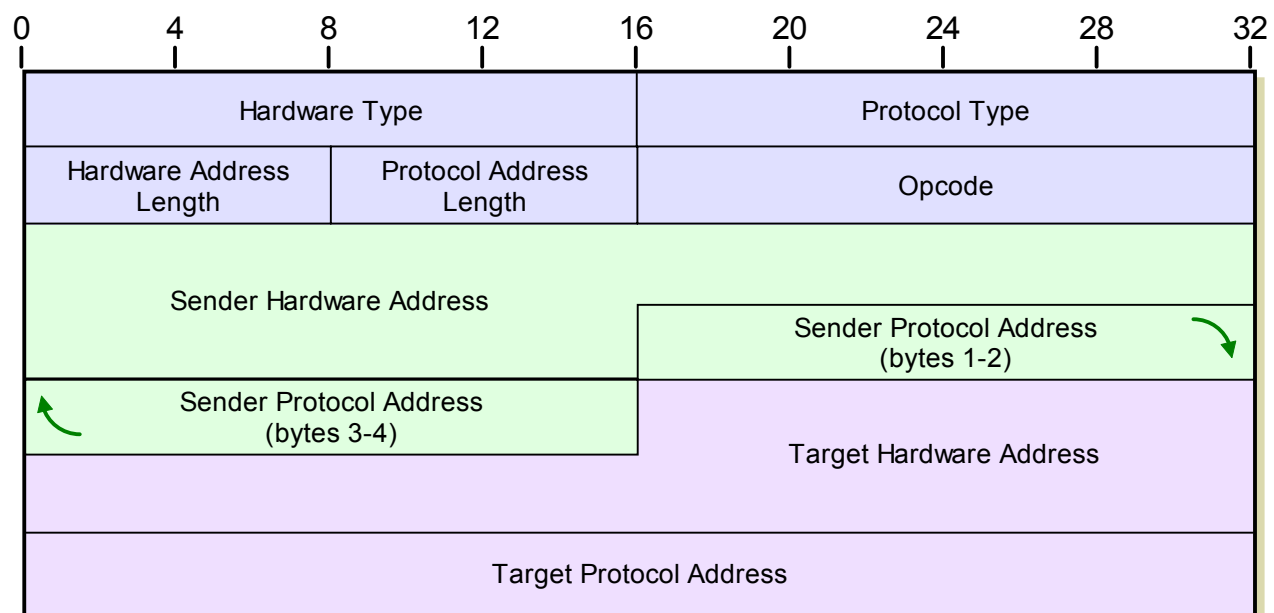 0 4 8 12 16 20 24 28 32
Hardware Type Protocol Type
Hardware Address
Length
Protocol Address
Length
Opcode
Sender Hardware Address
Sender Protocol Address
(bytes 1-2)
Sender Protocol Address
(bytes 3-4)
Target Hardware Address
Target Protocol Address